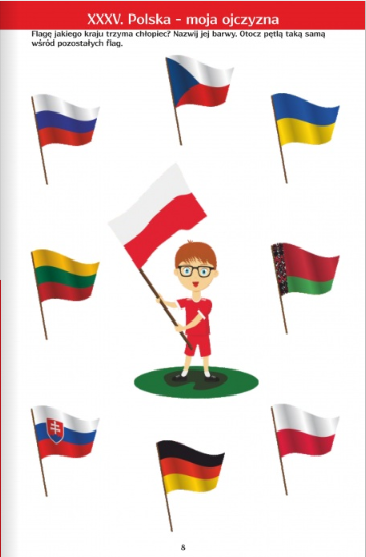 XXXV. Polska - moja ojczyzna
Flagę jakiego kraju trzyma chłopiec? Nazwij jej barwy. Otocz pętlą taką samą
wśród pozostałych flag.
8